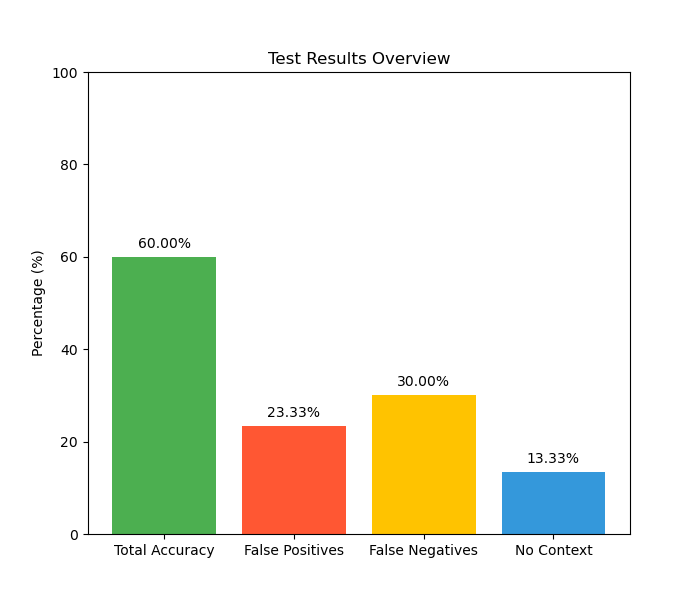 Test Results Overview
Percentage (%)
100
80
60
40
20
0
60.00%
23.33%
30.00%
13.33%
Total Accuracy
False Positives
False Negatives
No Context